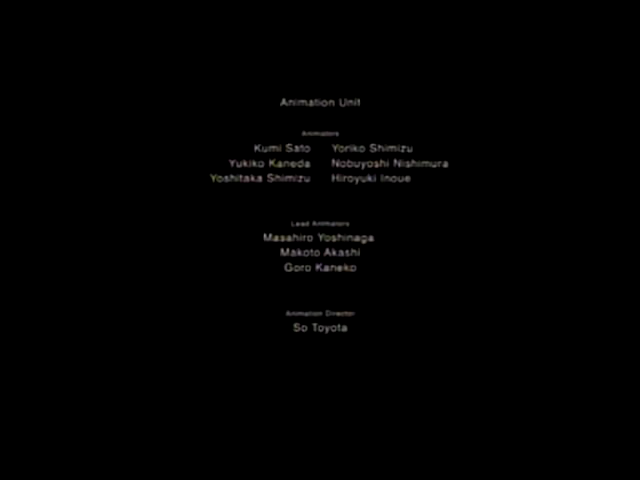 Animation Unit
Animators
Kumi Sato Yoriko Shimizu
Yukiko Kaneda Nobuyoshi Nishimura
Yoshitaka Shimizu Hiroyuki Inoue
Lead Animators
Masahiro Yoshinaga
Makoto Akashi
Goro Kaneko
Animation Director
So Toyota